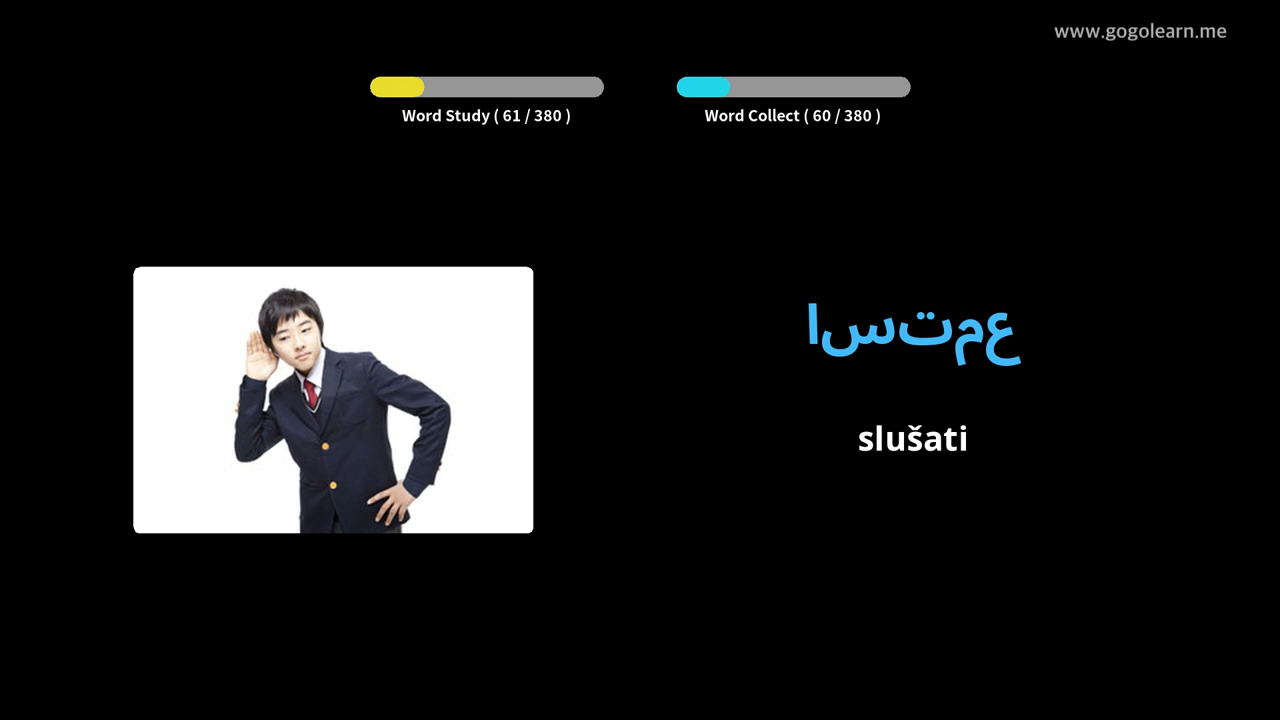 www.gogolearn.me
Word Study ( 61 / 380 )
Word Collect ( 60 / 380 )
استمع
slušati